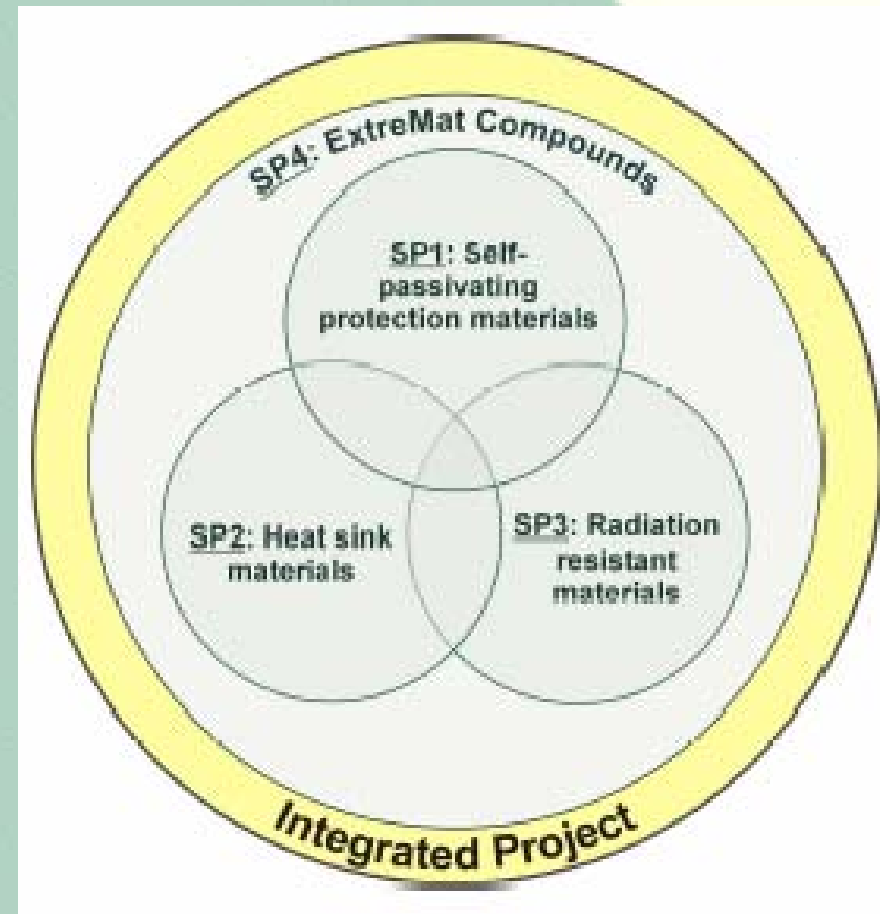 SP4: ExtreMat Compounds
SP1: Self-
passivating
protection materials
SP2: Heat sink
materials
SP3: Radiation
resistant
materials
Integrated Project